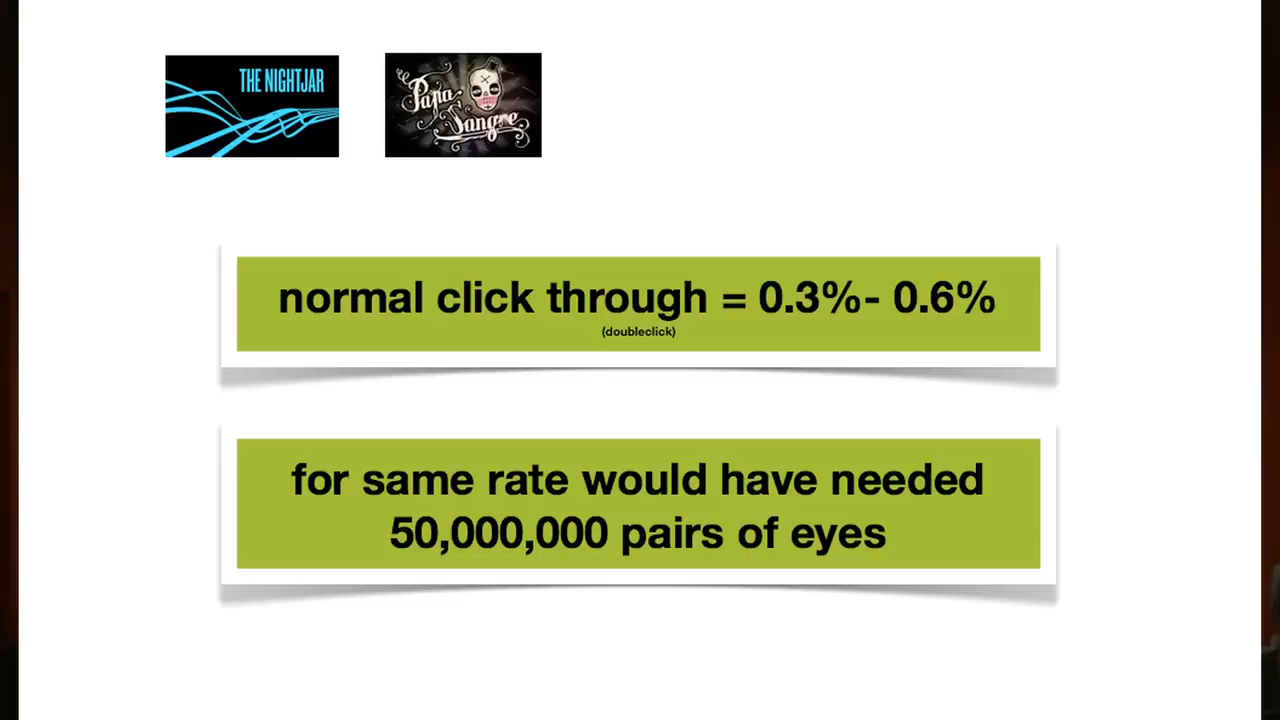 THE NIGHTJAR
Papa
Sangre
normal click through = 0.3%- 0.6%
(doubleclick)
for same rate would have needed
50,000,000 pairs of eyes